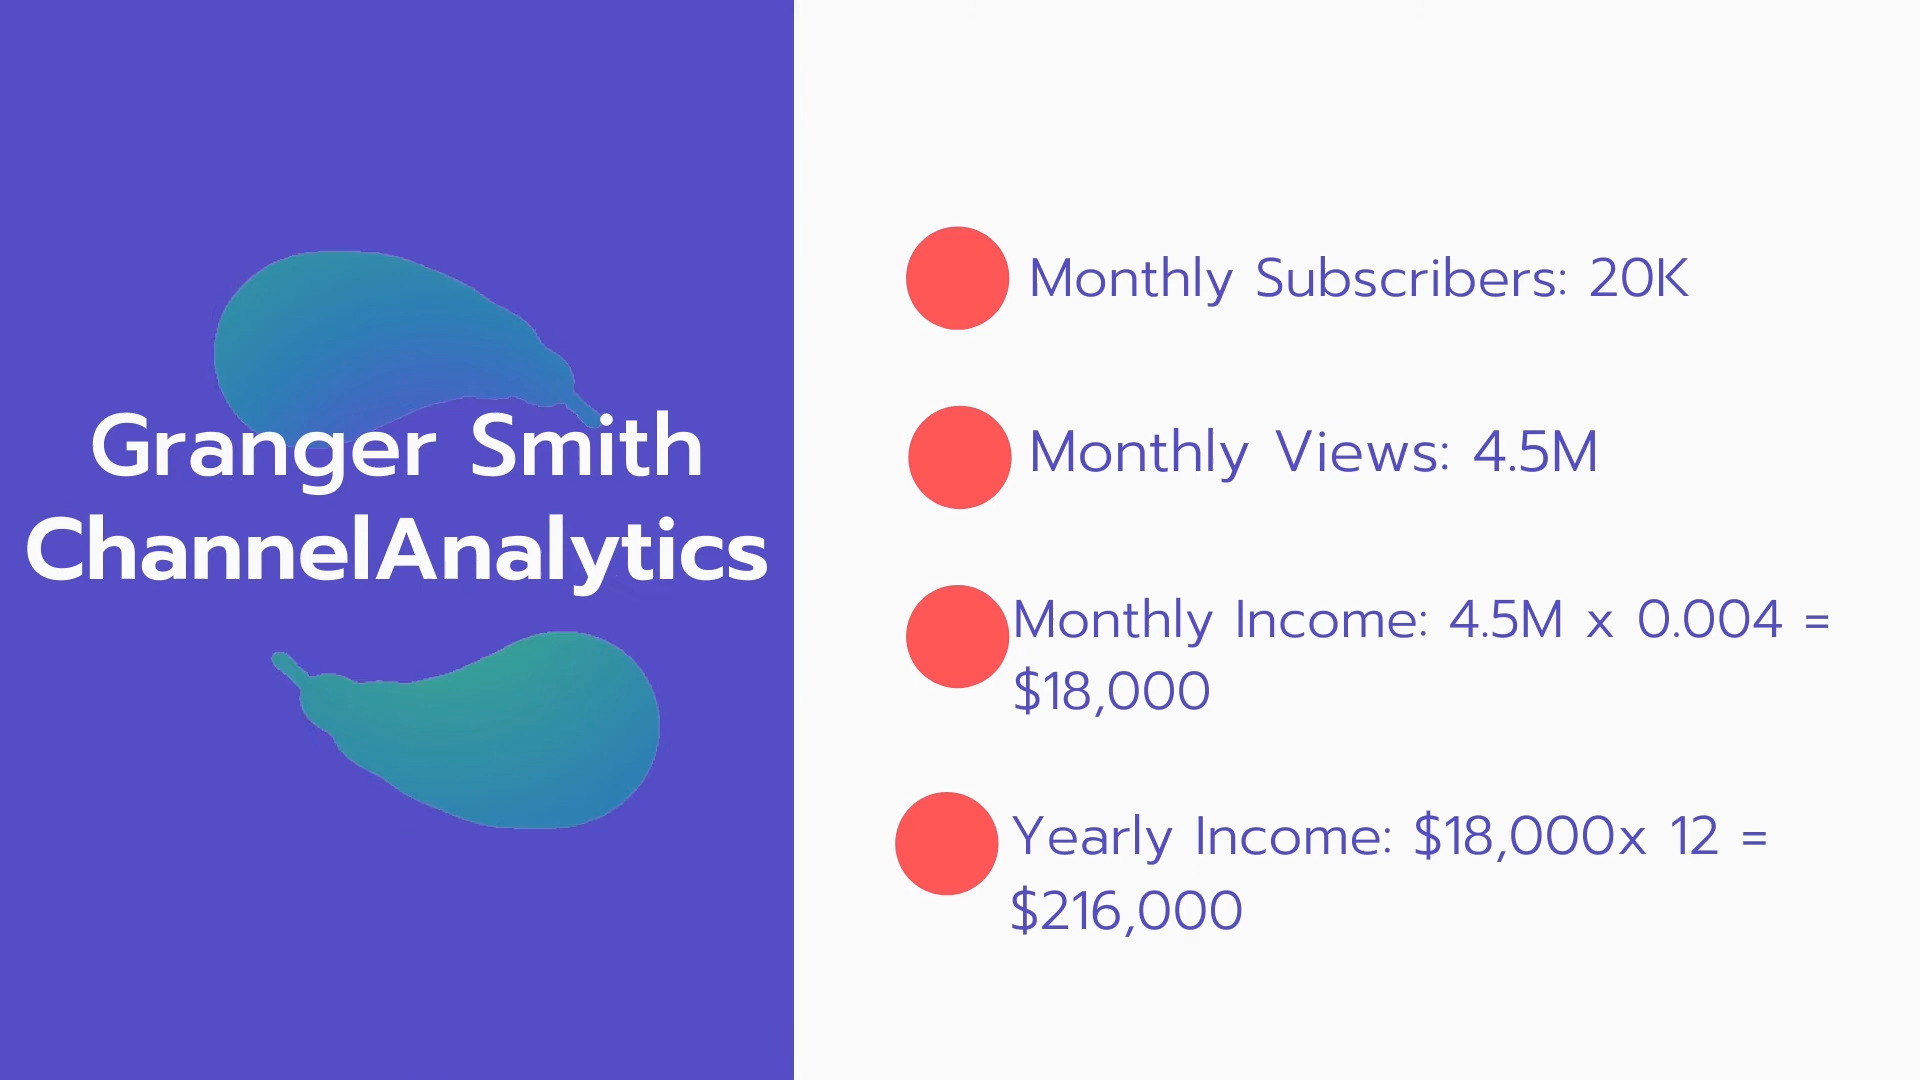 Granger Smith
ChannelAnalytics
Monthly Subscribers: 20K
Monthly Views: 4.5M
Monthly Income: 4.5M x 0.004 =
$18,000
Yearly Income: $18,000x 12 =
$216,000